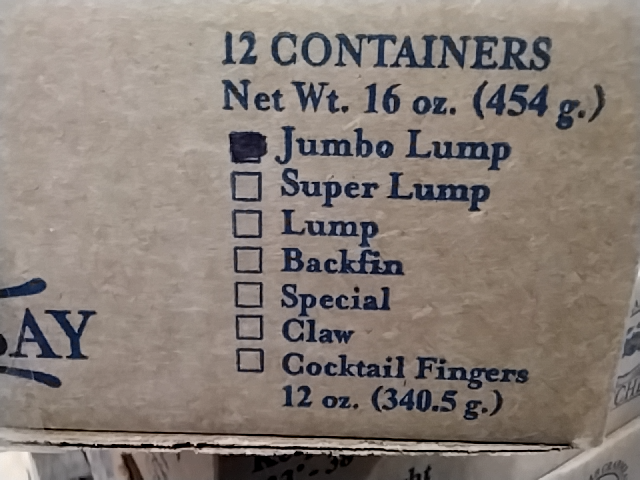 12 CONTAINERS
Net Wt. 16 oz. (454 g.)
Jumbo Lump
Super Lump
Lump
Backfin
Special
Claw
Cocktail Fingers
12 oz. (340.5 g.)
AY